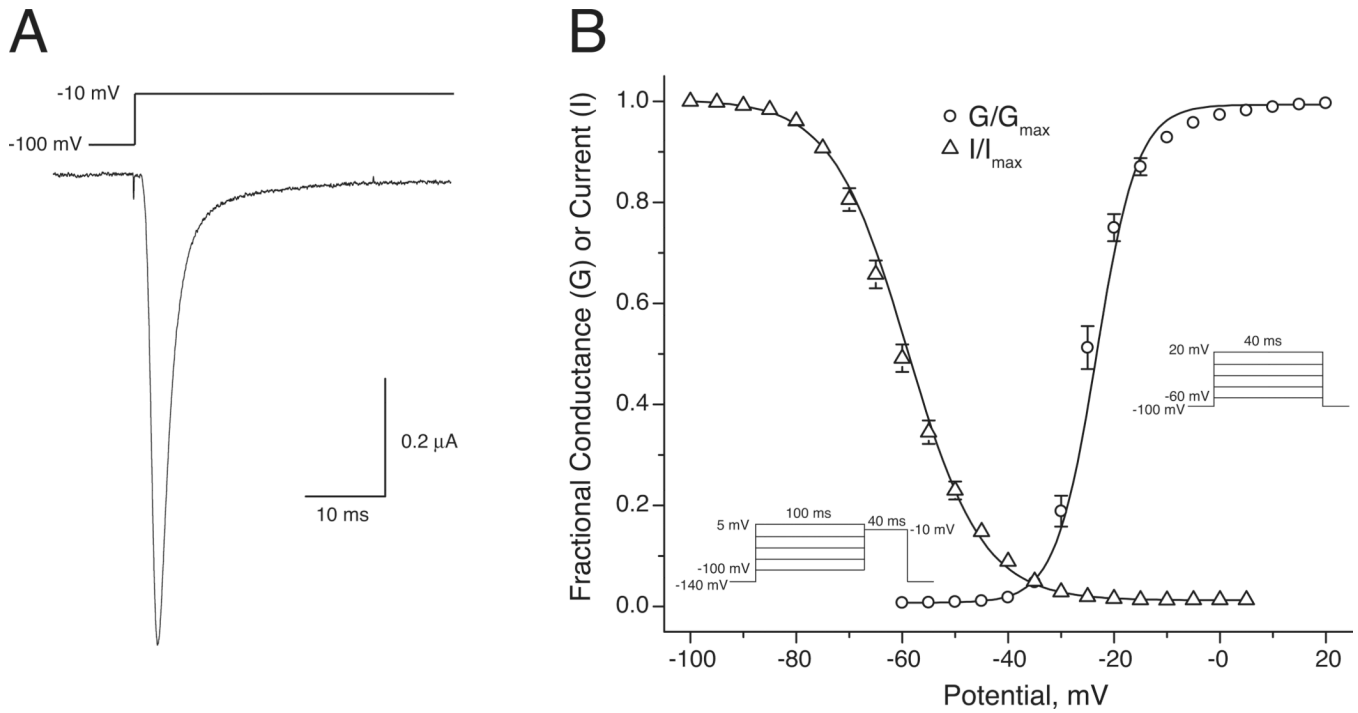 A
-10 mV
-100 mV
0.2 μA
10 ms
B
Fractional Conductance (G) or Current (I)
1.0
0.8
0.6
0.4
0.2
0.0
G/Gmax
I/Imax
40 ms
20 mV
-60 mV
-100 mV
100 ms
40 ms
5 mV
-10 mV
-100 mV
-140 mV
-100
-80
-60
-40
-20
-0
20
Potential, mV